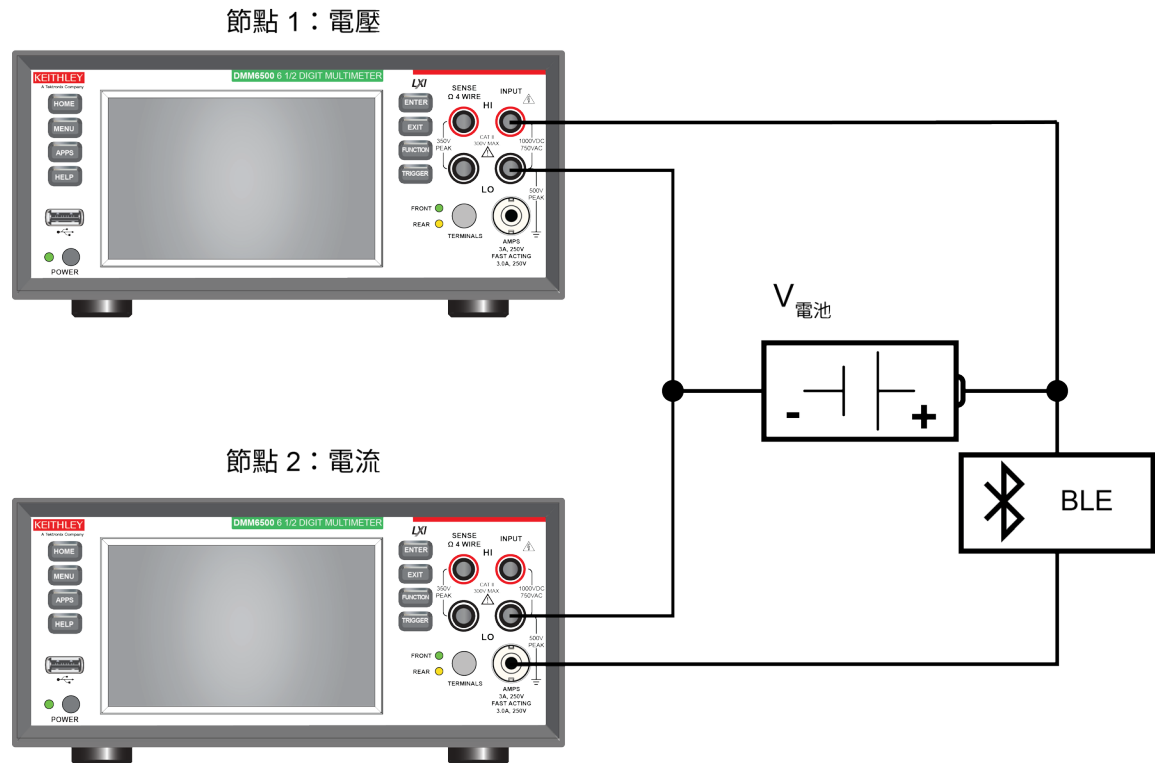 節點 1：電壓
KEITHLEY
A Tektronix Company
DMM6500 6 1/2 DIGIT MULTIMETER
LXI
HOME
MENU
APPS
HELP
POWER
ENTER
EXIT
FUNCTION
TRIGGER
SENSE
Ω 4 WIRE
INPUT
HI
350V
PEAK
CAT II
300V MAX
1000VDC
750VAC
LO
500V
PEAK
FRONT
REAR
TERMINALS
AMPS
3A, 250V
FAST ACTING
3.0A, 250V
V電池
-
+
BLE
節點 2：電流
KEITHLEY
A Tektronix Company
DMM6500 6 1/2 DIGIT MULTIMETER
LXI
HOME
MENU
APPS
HELP
POWER
ENTER
EXIT
FUNCTION
TRIGGER
SENSE
Ω 4 WIRE
INPUT
HI
350V
PEAK
CAT II
300V MAX
1000VDC
750VAC
LO
500V
PEAK
FRONT
REAR
TERMINALS
AMPS
3A, 250V
FAST ACTING
3.0A, 250V